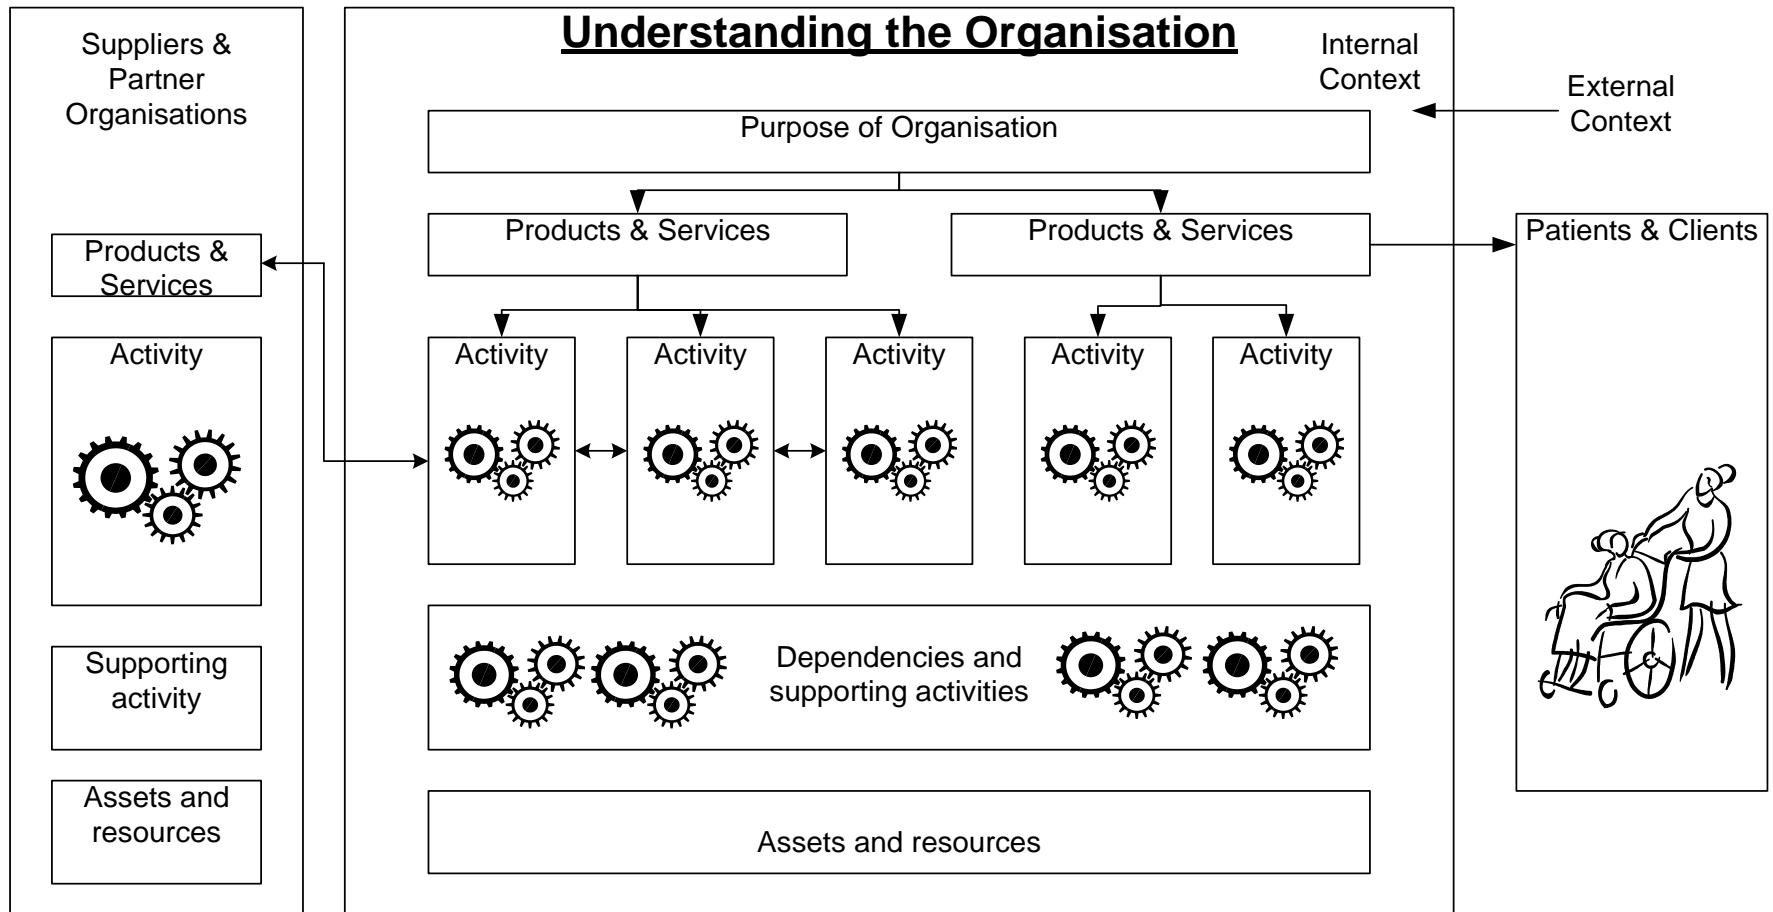 Understanding the Organisation
Suppliers &
Partner
Organisations
Internal
Context
External
Context
Purpose of Organisation
Products &
Services
Products & Services
Products & Services
Patients & Clients
Activity
Activity
Activity
Activity
Activity
Activity
Supporting
activity
Dependencies and
supporting activities
Assets and
resources
Assets and resources